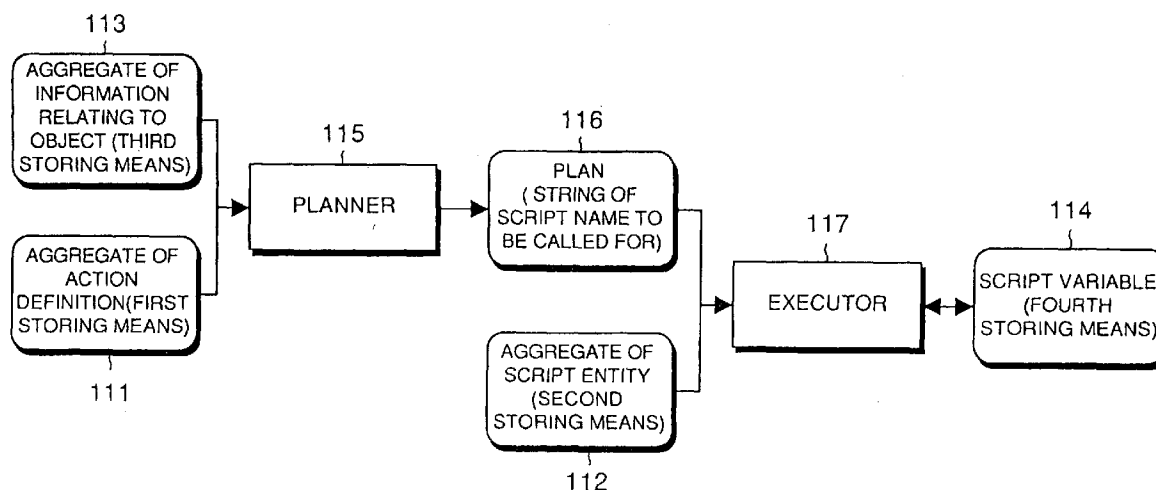 113
AGGREGATE OF
INFORMATION
RELATING TO
OBJECT (THIRD
STORING MEANS)
AGGREGATE OF
ACTION
DEFINITION(FIRST
STORING MEANS)
111
115
PLANNER
116
PLAN
( STRING OF
SCRIPT NAME TO
BE CALLED FOR)
AGGREGATE OF
SCRIPT ENTITY
(SECOND
STORING MEANS)
112
117
EXECUTOR
114
SCRIPT VARIABLE
(FOURTH
STORING MEANS)